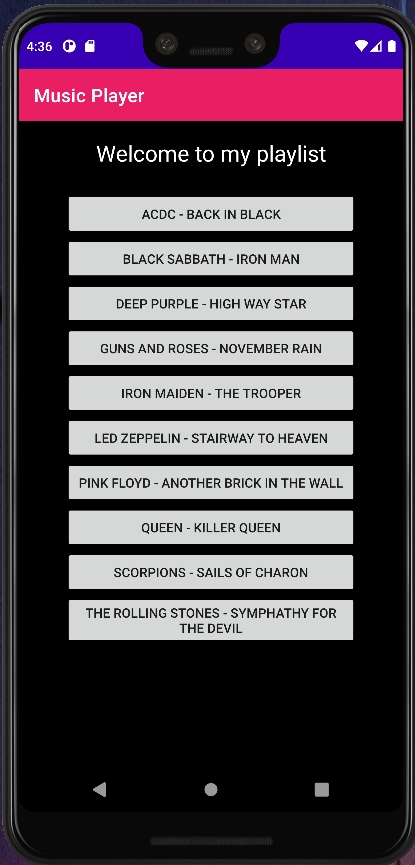 4:36
Music Player
Welcome to my playlist
ACDC - BACK IN BLACK
BLACK SABBATH - IRON MAN
DEEP PURPLE - HIGH WAY STAR
GUNS AND ROSES - NOVEMBER RAIN
IRON MAIDEN - THE TROOPER
LED ZEPPELIN - STAIRWAY TO HEAVEN
PINK FLOYD - ANOTHER BRICK IN THE WALL
QUEEN - KILLER QUEEN
SCORPIONS - SAILS OF CHARON
THE ROLLING STONES - SYMPHATHY FOR
THE DEVIL